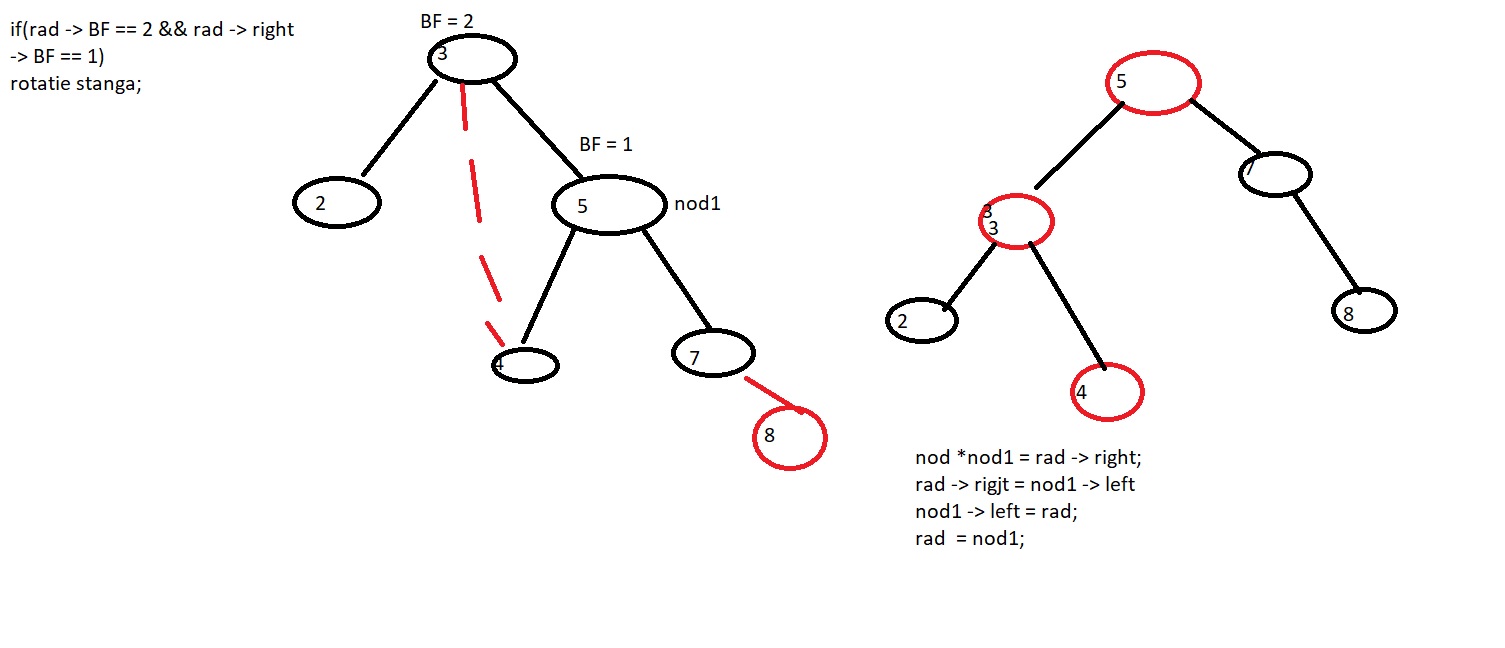 if(rad -> BF == 2 && rad -> right
-> BF == 1)
rotatie stanga;
BF = 2
3
BF = 1
2
5
nod1
4
7
8
5
7
3
3
2
8
4
nod *nod1 = rad -> right;
rad -> rigjt = nod1 -> left
nod1 -> left = rad;
rad  = nod1;